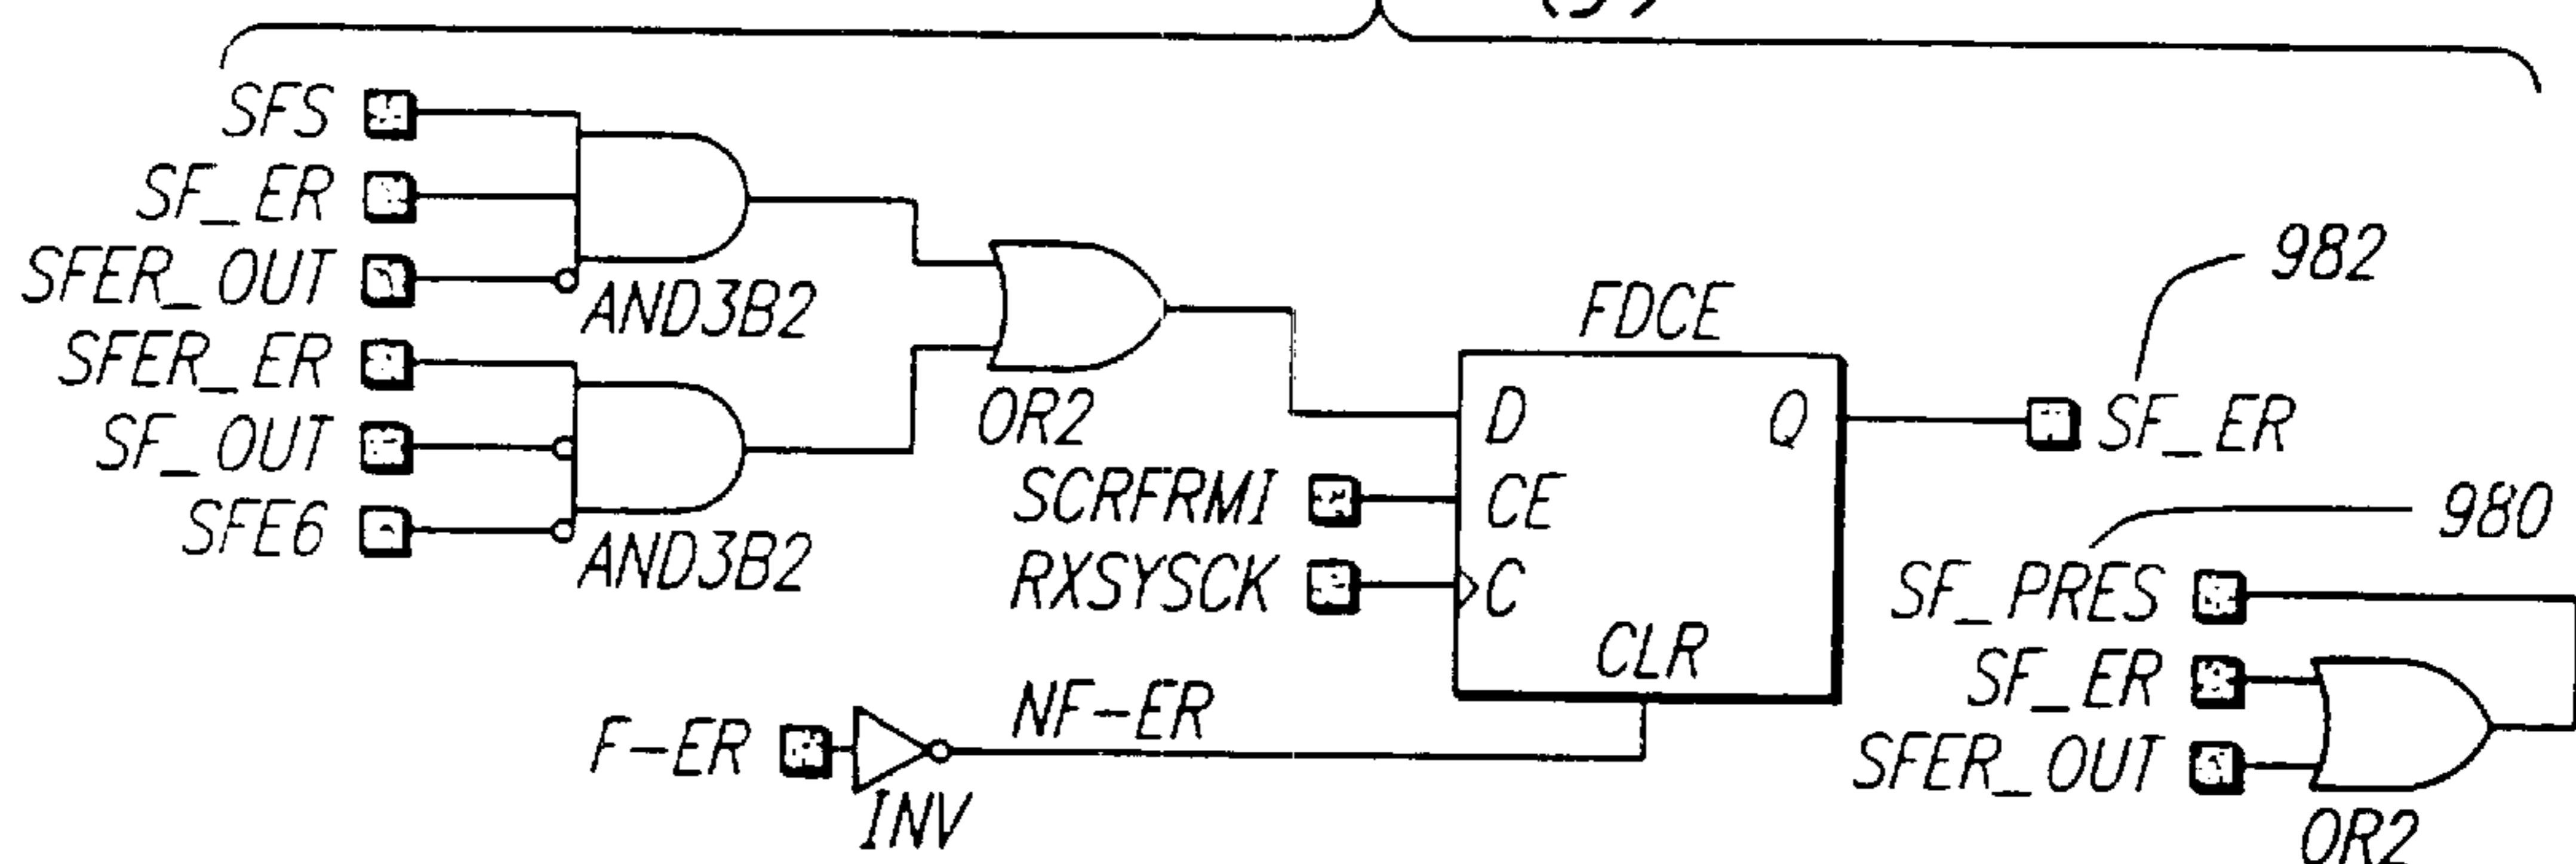 SFS
SF_ER
SFER_OUT
AND3B2
SFER_ER
SF_OUT
SFE6
AND3B2
OR2
FDCE
D
Q
CE
C
CLR
SCRFRMI
RXSYSCK
F-ER
INV
NF-ER
982
SF_ER
980
SF_PRES
SF_ER
SFER_OUT
OR2